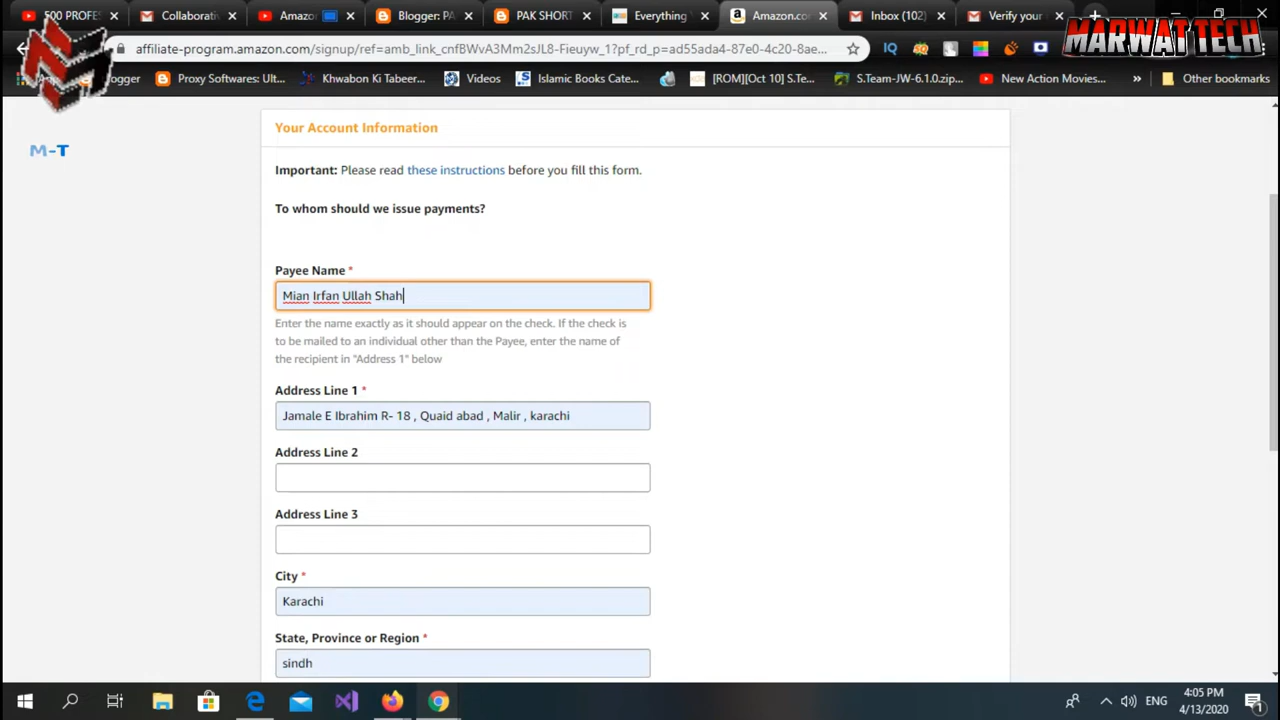 500 PROFES
Collaborati
Amazo
Blogger: PA
PAK SHORT
Everything
Amazon.co
Inbox (102)
Verify your
affiliate-program.amazon.com/signup/ref=amb_link_cnfBWvA3Mm2sJL8-Fieuyw_1?pf_rd_p=ad55ada4-87e0-4c20-8ae...
IQ
MARWAT TECH
ogger
Proxy Softwares: Ult...
Khwabon Ki Tabeer...
Videos
Islamic Books Cate...
[ROM][Oct 10] S.Te...
S.Team-JW-6.1.0.zip...
New Action Movies...
»
Other bookmarks
M-T
Your Account Information
Important: Please read these instructions before you fill this form.
To whom should we issue payments?
Payee Name *
Mian Irfan Ullah Shah
Enter the name exactly as it should appear on the check. If the check is
to be mailed to an individual other than the Payee, enter the name of
the recipient in "Address 1" below
Address Line 1 *
Jamale E Ibrahim R- 18 , Quaid abad , Malir , karachi
Address Line 2
Address Line 3
City *
Karachi
State, Province or Region *
sindh
ENG
4:05 PM
4/13/2020
1